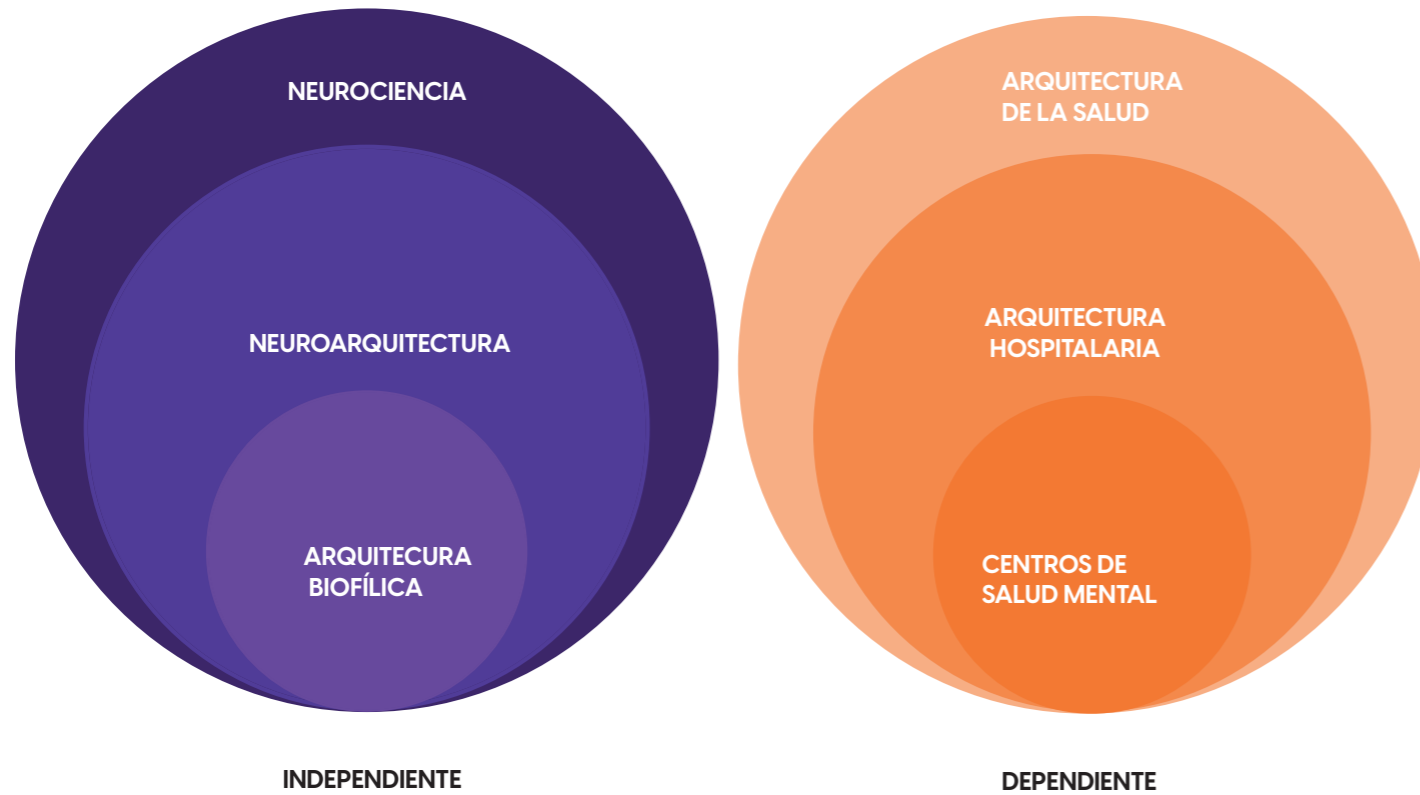 NEUROCIENCIA
NEUROARQUITECTURA
ARQUITECURA
BIOFÍLICA
INDEPENDIENTE
ARQUITECTURA
DE LA SALUD
ARQUITECTURA
HOSPITALARIA
CENTROS DE
SALUD MENTAL
DEPENDIENTE